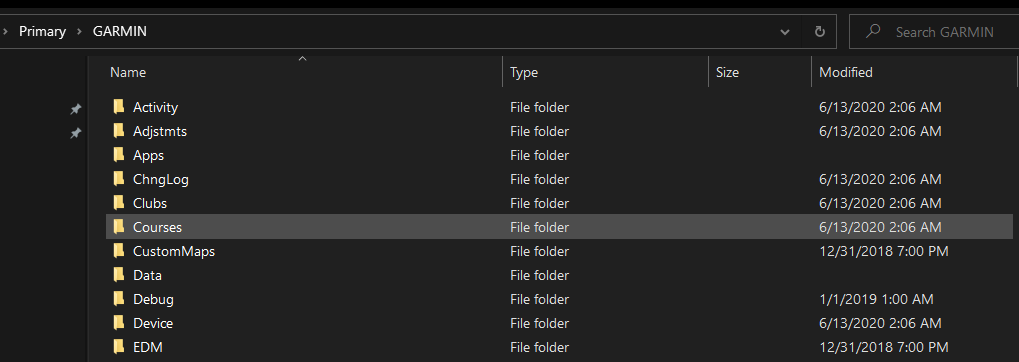 Primary > GARMIN Search GARMIN
Name Type Size Modified
Activity File folder 6/13/2020 2:06 AM
Adjstmts File folder 6/13/2020 2:06 AM
Apps File folder
ChngLog File folder 6/13/2020 2:06 AM
Clubs File folder 6/13/2020 2:06 AM
Courses File folder 6/13/2020 2:06 AM
CustomMaps File folder 12/31/2018 7:00 PM
Data File folder
Debug File folder 1/1/2019 1:00 AM
Device File folder 6/13/2020 2:06 AM
EDM File folder 12/31/2018 7:00 PM